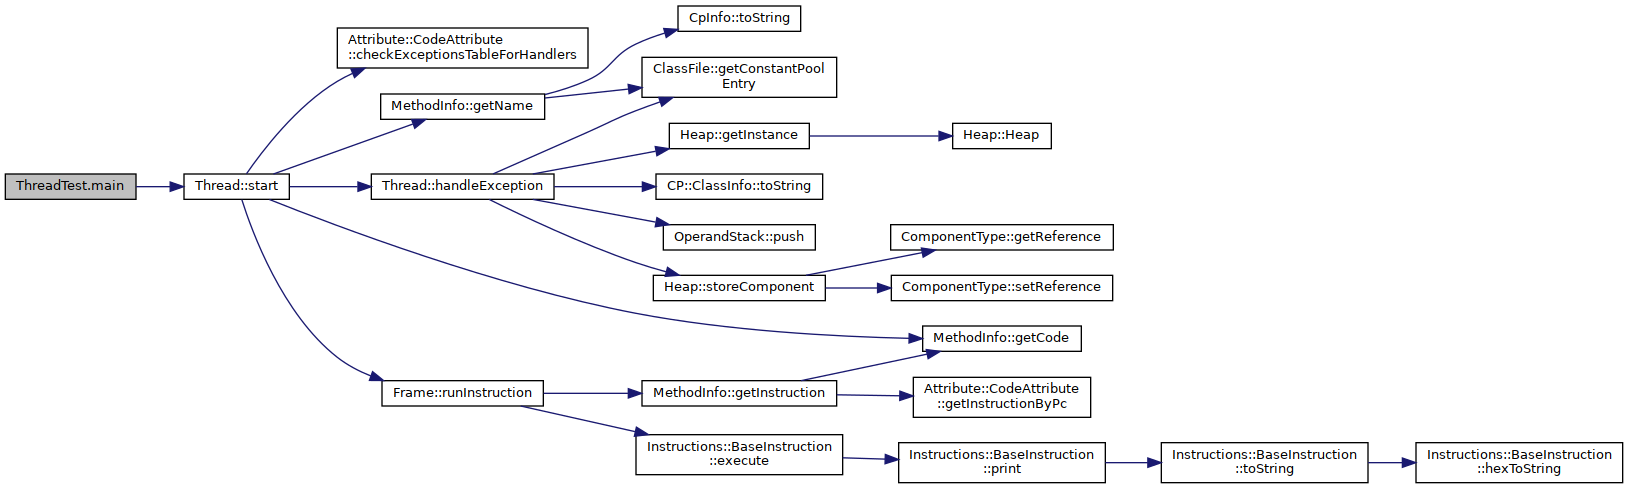 CpInfo::toString
Attribute::CodeAttribute
::checkExceptionsTableForHandlers
ClassFile::getConstantPool
Entry
MethodInfo::getName
Heap::getInstance
Heap::Heap
ThreadTest.main
Thread::start
Thread::handleException
CP::ClassInfo::toString
OperandStack::push
ComponentType::getReference
Heap::storeComponent
ComponentType::setReference
MethodInfo::getCode
Frame::runInstruction
MethodInfo::getInstruction
Attribute::CodeAttribute
::getInstructionByPc
Instructions::BaseInstruction
::execute
Instructions::BaseInstruction
::print
Instructions::BaseInstruction
::toString
Instructions::BaseInstruction
::hexToString